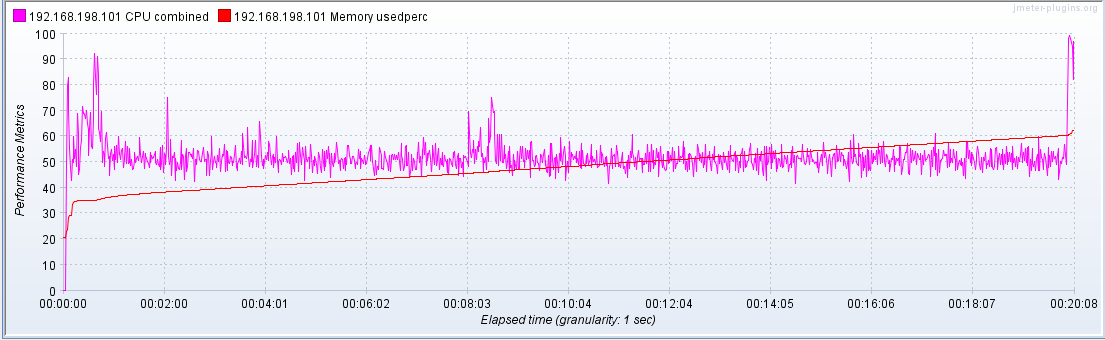 192.168.198.101 CPU combined 192.168.198.101 Memory usedperc
jmeter-plugins.org
100
90
80
70
60
50
40
30
20
10
0
Performance Metrics
00:00:00 00:02:00 00:04:01 00:06:02 00:08:03 00:10:04 00:12:04 00:14:05 00:16:06 00:18:07 00:20:08
Elapsed time (granularity: 1 sec)